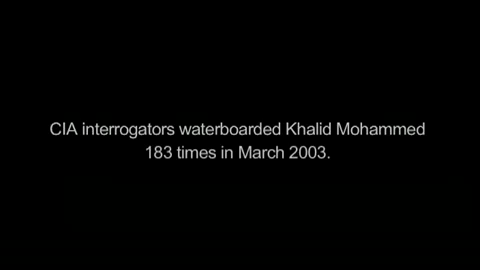 CIA interrogators waterboarded Khalid Mohammed
183 times in March 2003.